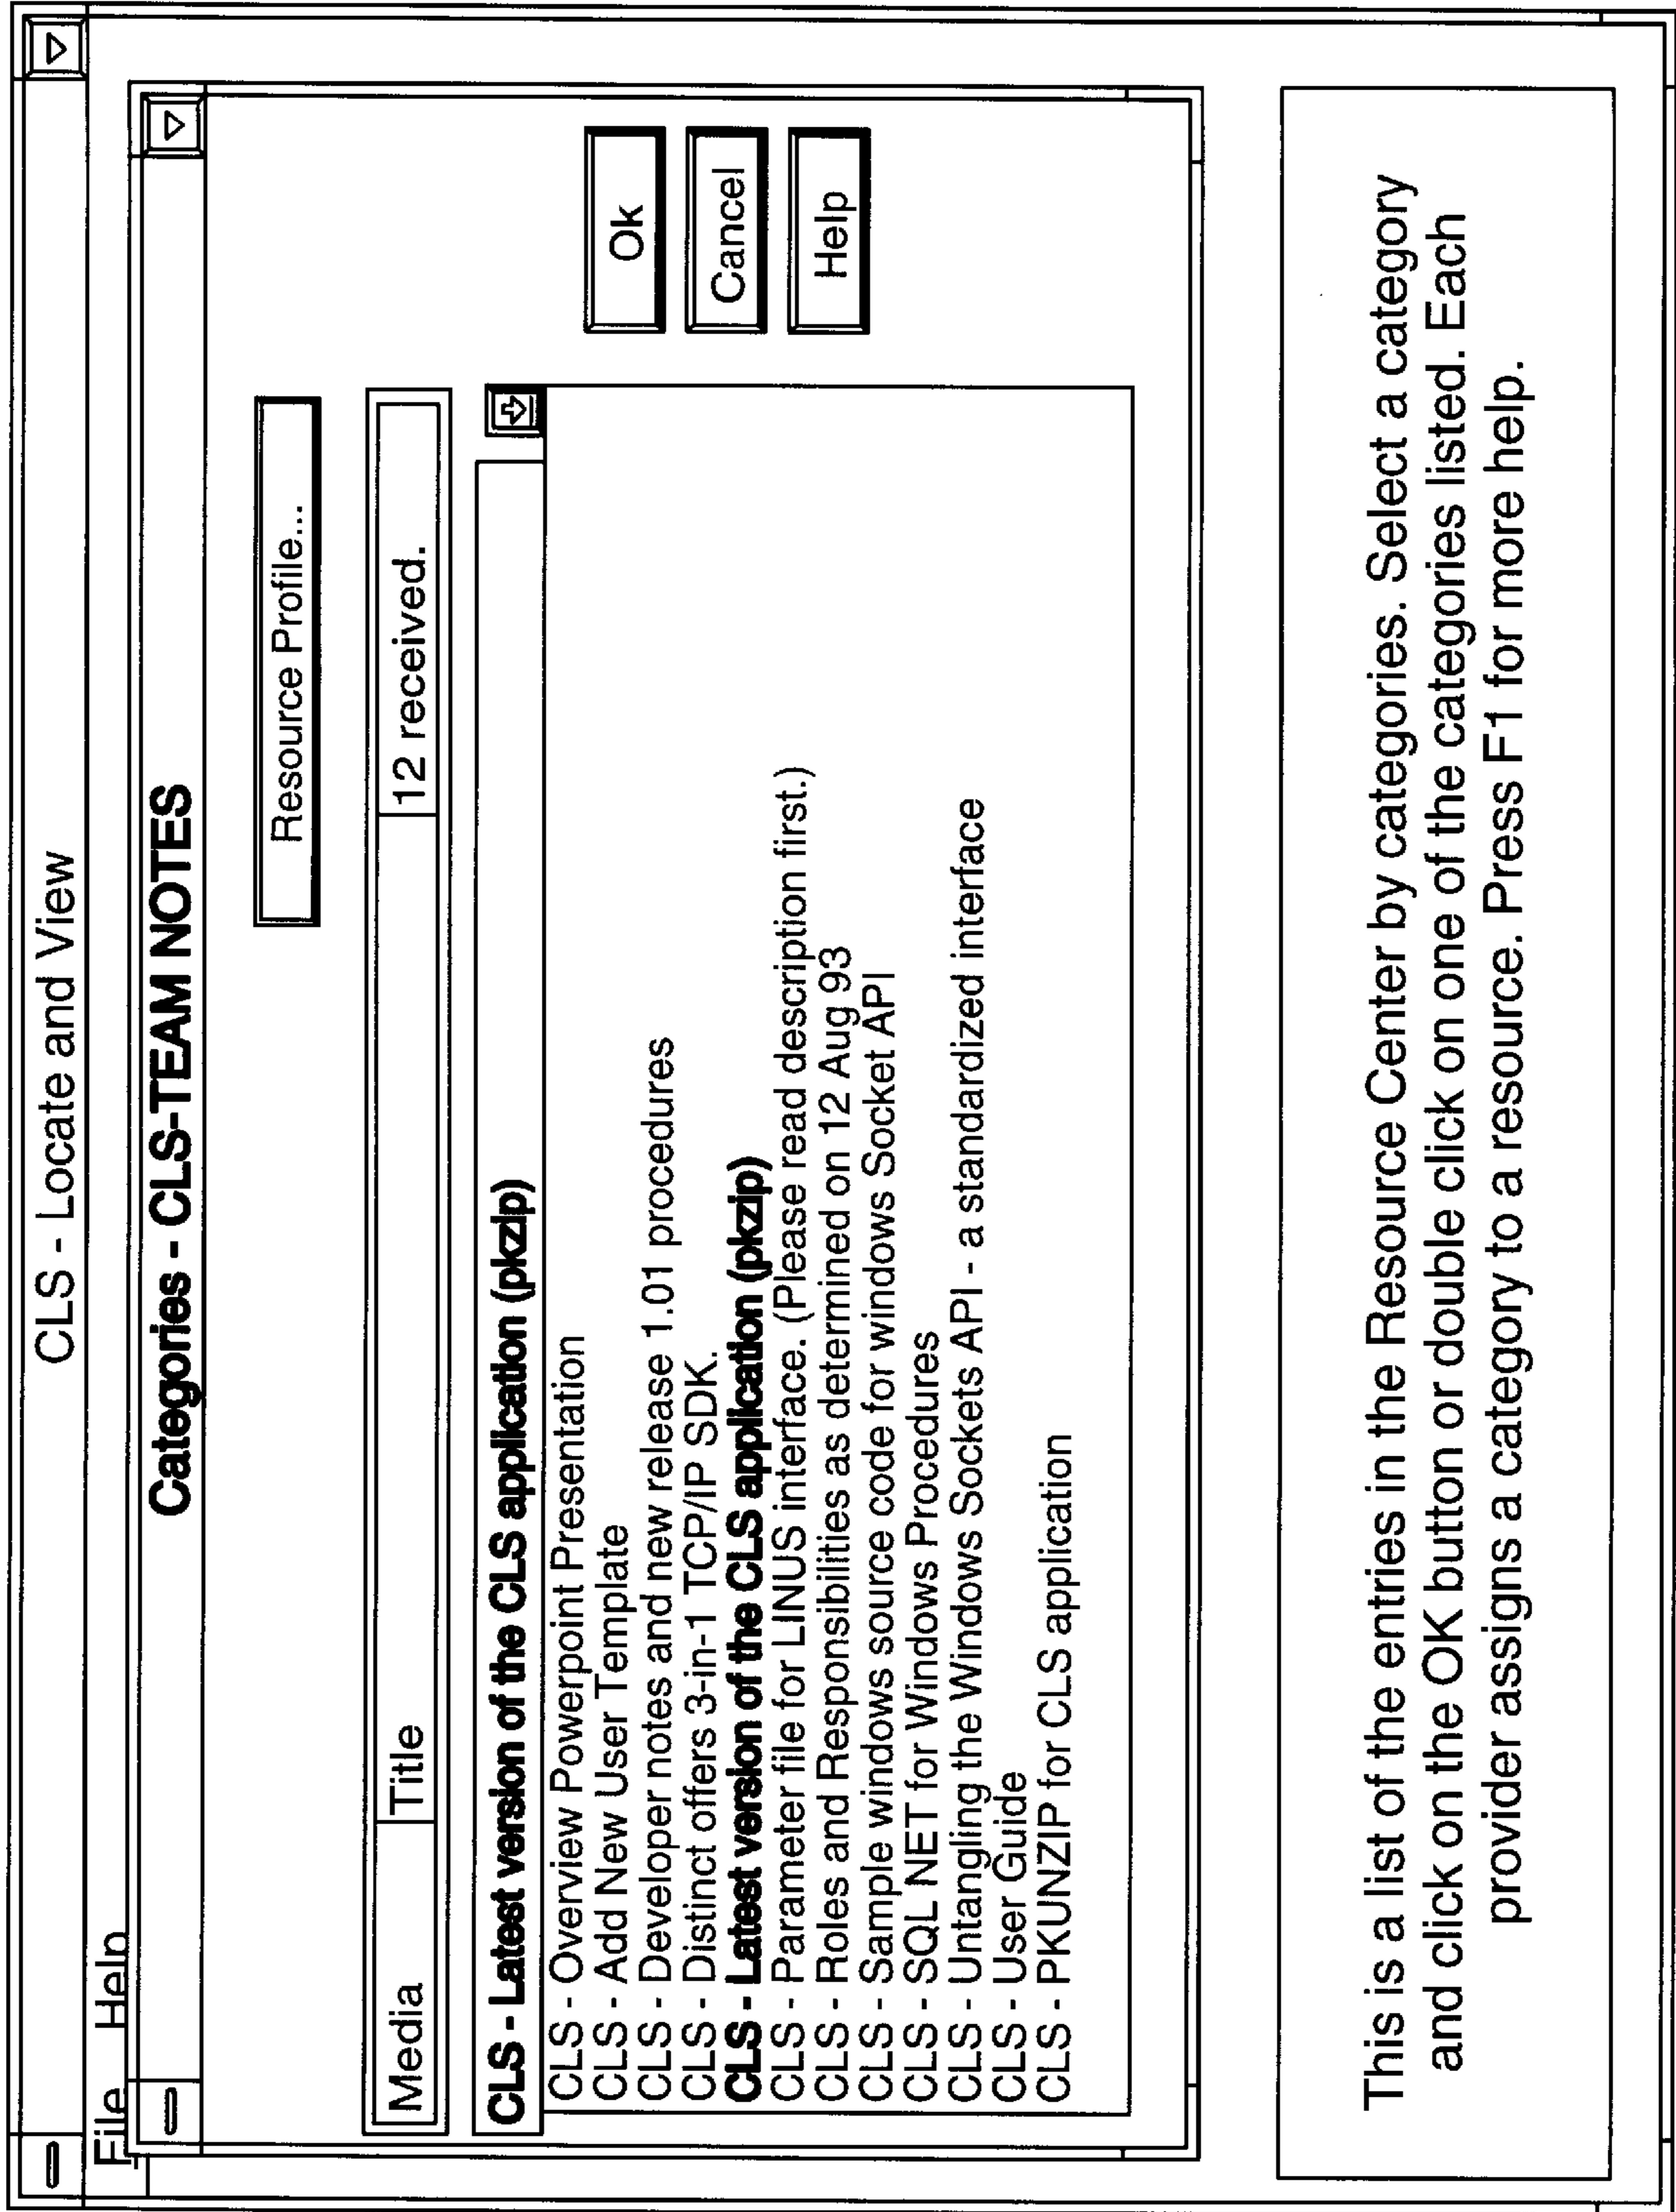 CLS - Locate and View
File Help
Categories - CLS-TEAM NOTES
Resource Profile...
Media Title 12 received.
CLS - Latest version of the CLS application (pkzip)
CLS - Overview Powerpoint Presentation
CLS - Add New User Template
CLS - Developer notes and new release 1.01 procedures
CLS - Distinct offers 3-in-1 TCP/IP SDK.
CLS - Latest version of the CLS application (pkzip)
CLS - Parameter file for LINUS interface. (Please read description first.)
CLS - Roles and Responsibilities as determined on 12 Aug 93
CLS - Sample windows source code for windows Socket API
CLS - SQL NET for Windows Procedures
CLS - Untangling the Windows Sockets API - a standardized interface
CLS - User Guide
CLS - PKUNZIP for CLS application
Ok
Cancel
Help
This is a list of the entries in the Resource Center by categories. Select a category
and click on the OK button or double click on one of the categories listed. Each
provider assigns a category to a resource. Press F1 for more help.